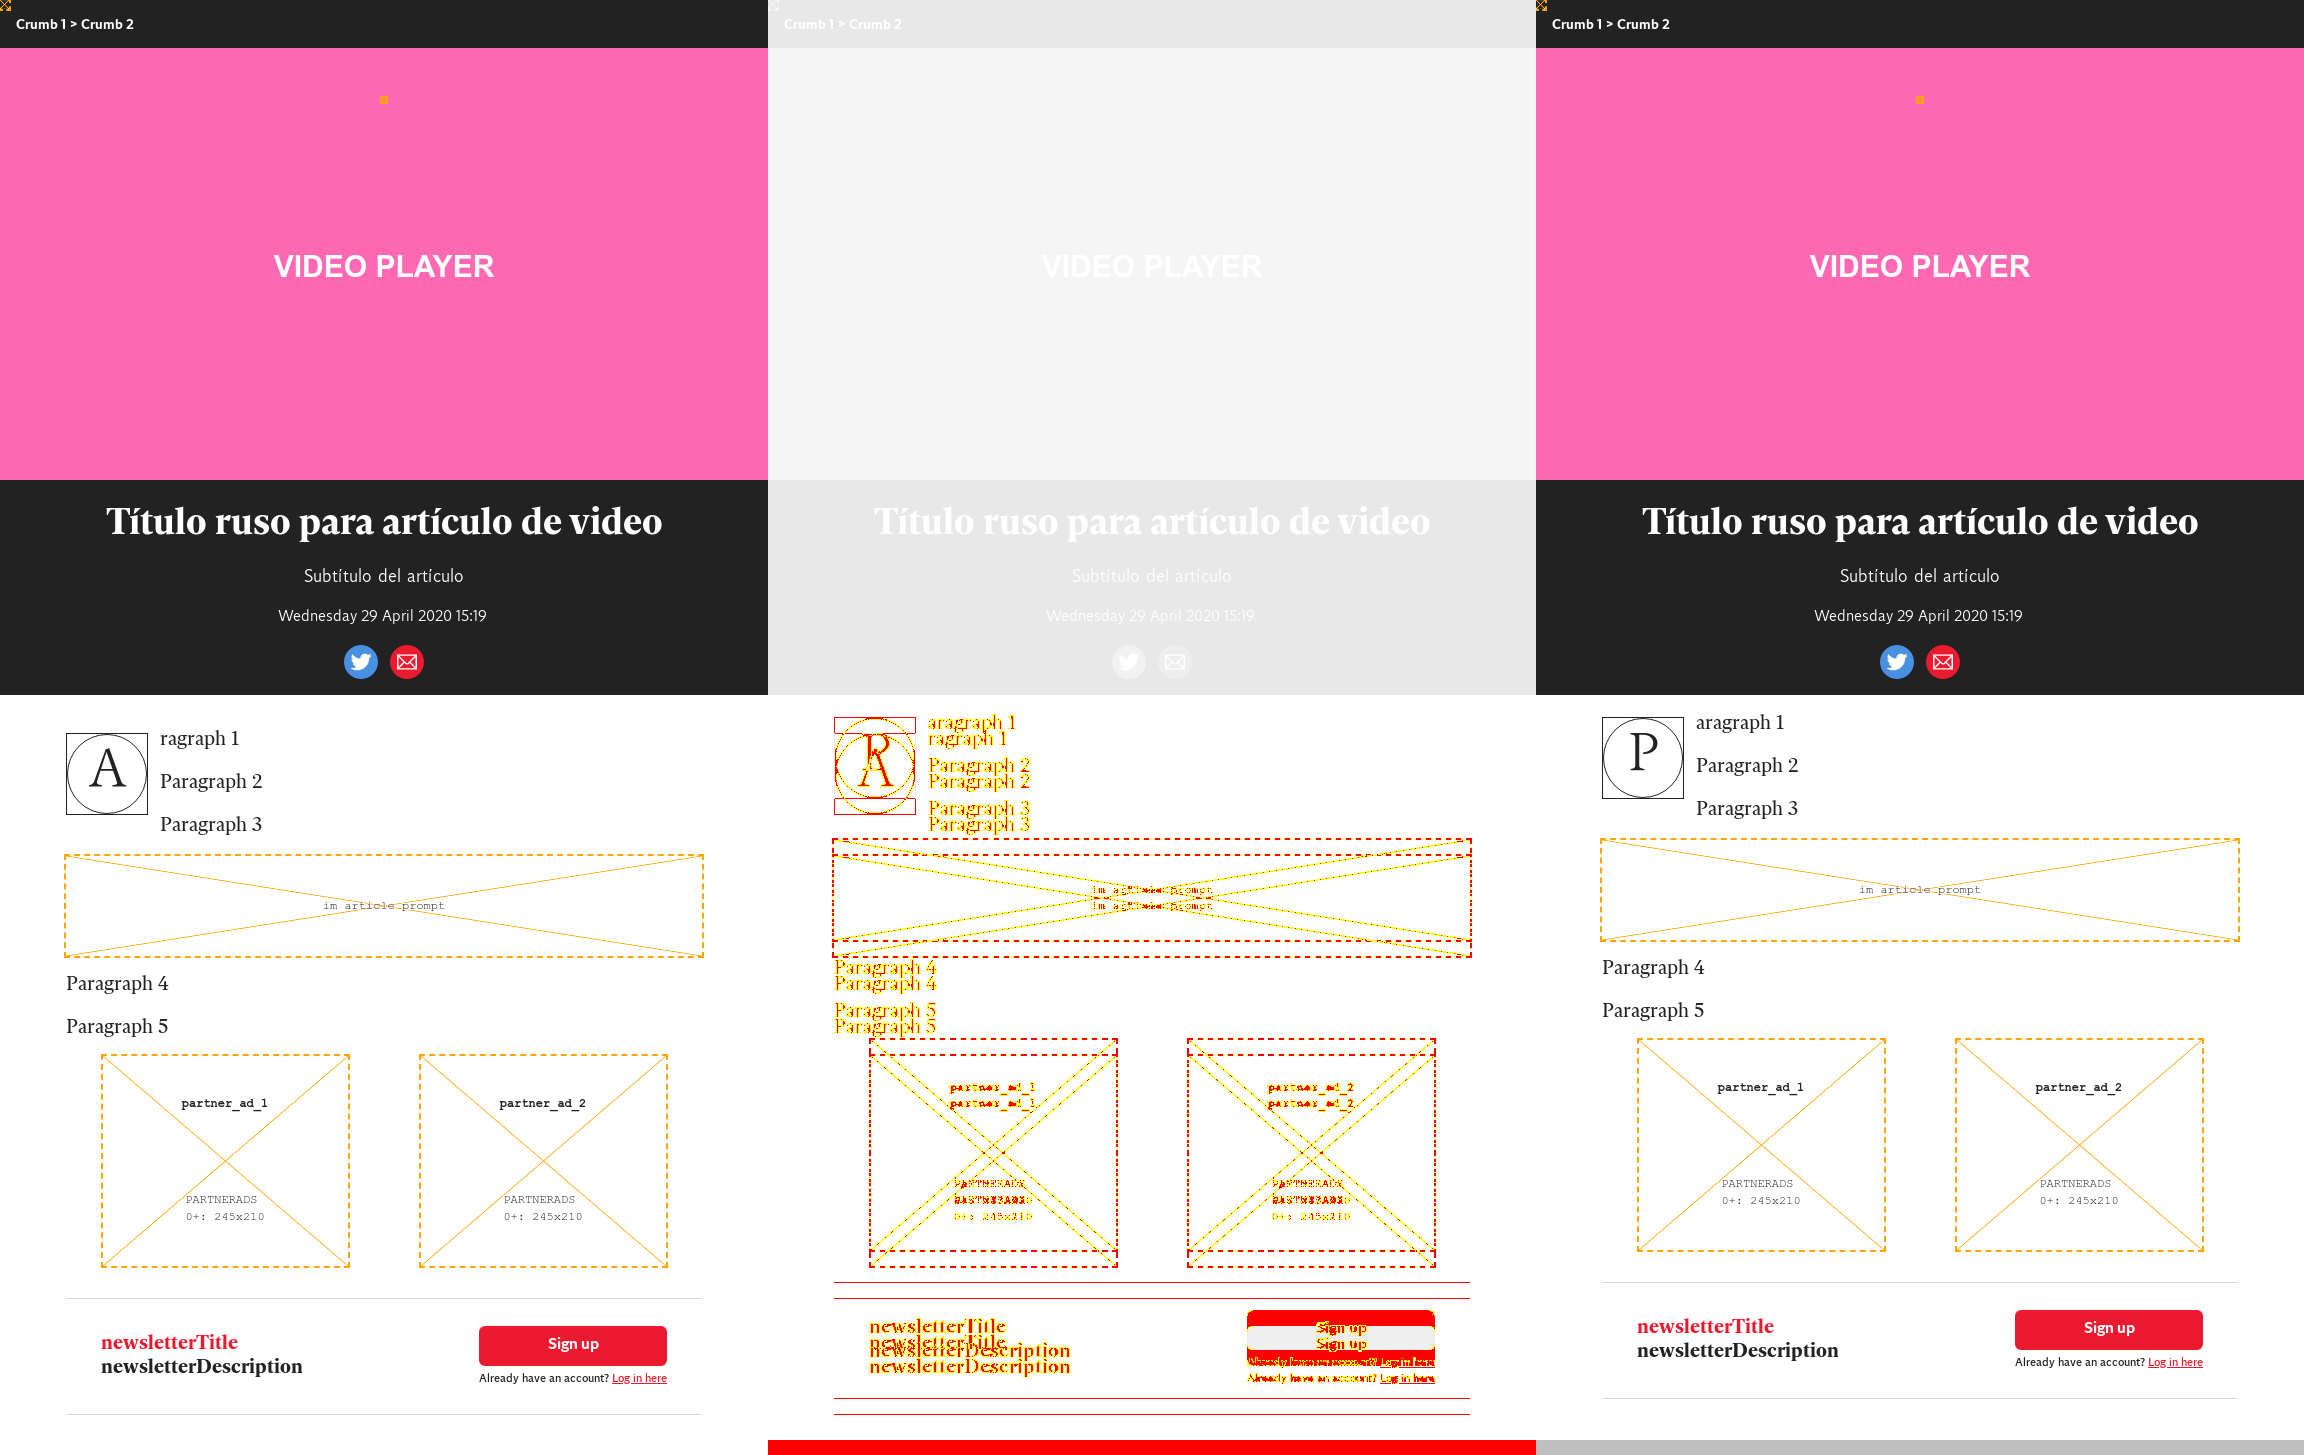 Crumb 1 > Crumb 2
VIDEO PLAYER
Título ruso para artículo de video
Subtítulo del artículo
Wednesday 29 April 2020 15:19
A
ragraph 1
Paragraph 2
Paragraph 3
im article prompt
Paragraph 4
Paragraph 5
partner_ad_1
PARTNERADS
0+: 245x210
partner_ad_2
PARTNERADS
0+: 245x210
newsletterTitle
newsletterDescription
Sign up
Already have an account? Log in here
Crumb 1 > Crumb 2
VIDEO PLAYER
Título ruso para artículo de video
Subtítulo del artículo
Wednesday 29 April 2020 15:19
P
A
aragraph 1
ragraph 1
Paragraph 2
Paragraph 2
Paragraph 3
Paragraph 3
im article prompt
im article prompt
Paragraph 4
Paragraph 4
Paragraph 5
Paragraph 5
partner_ad_1
partner_ad_1
PARTNERADS
0+: 245x210
partner_ad_2
partner_ad_2
PARTNERADS
0+: 245x210
newsletterTitle
newsletterTitle
newsletterDescription
newsletterDescription
Sign up
Sign up
Already have an account? Log in here
Already have an account? Log in here
Crumb 1 > Crumb 2
VIDEO PLAYER
Título ruso para artículo de video
Subtítulo del artículo
Wednesday 29 April 2020 15:19
P
aragraph 1
Paragraph 2
Paragraph 3
im article prompt
Paragraph 4
Paragraph 5
partner_ad_1
PARTNERADS
0+: 245x210
partner_ad_2
PARTNERADS
0+: 245x210
newsletterTitle
newsletterDescription
Sign up
Already have an account? Log in here